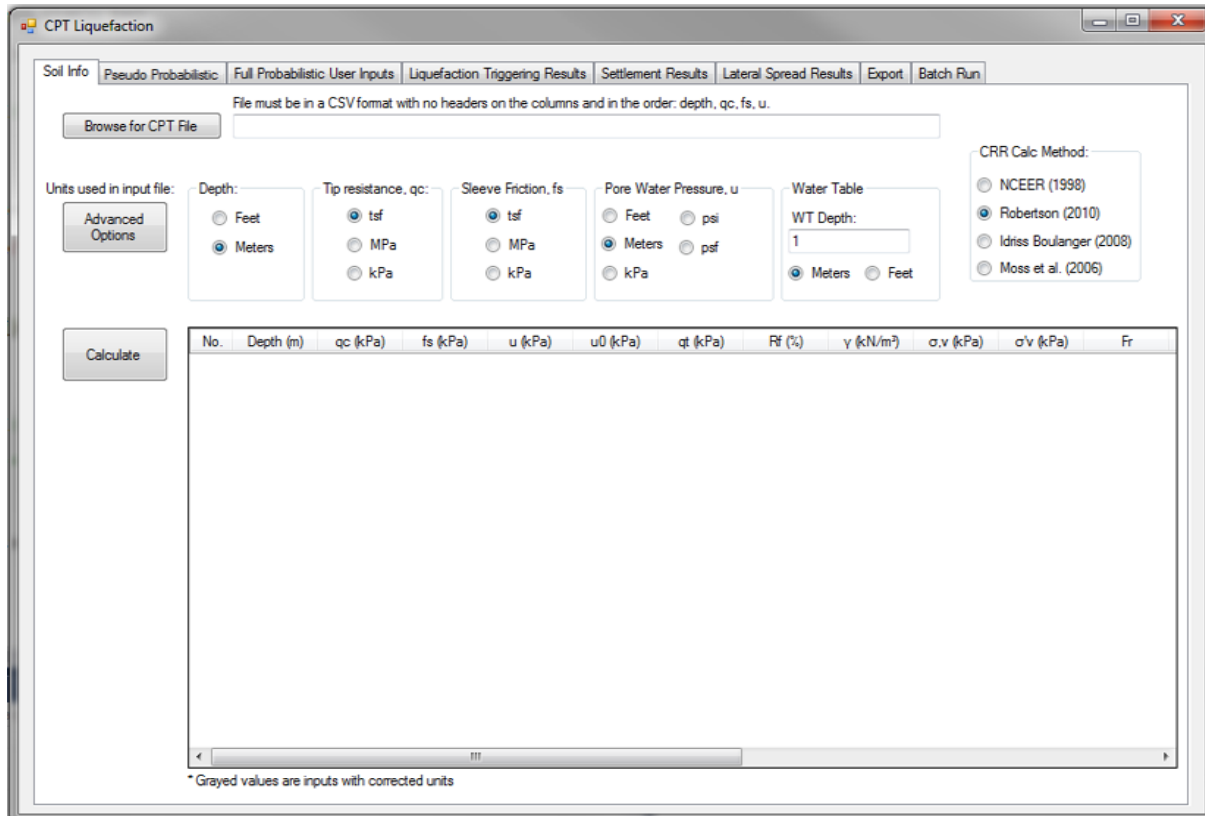 CPT Liquefaction
Soil Info Pseudo Probabilistic Full Probabilistic User Inputs Liquefaction Triggering Results Settlement Results Lateral Spread Results Export Batch Run
File must be in a CSV format with no headers on the columns and in the order: depth, qc, fs, u.
Browse for CPT File
Units used in input file:
Advanced
Options
Depth:
Feet
Meters
Tip resistance, qc:
tsf
MPa
kPa
Sleeve Friction, fs
tsf
MPa
kPa
Pore Water Pressure, u
Feet psi
Meters psf
kPa
Water Table
WT Depth:
1
Meters Feet
CRR Calc Method:
NCEER (1998)
Robertson (2010)
Idriss Boulanger (2008)
Moss et al. (2006)
Calculate
No. Depth (m) qc (kPa) fs (kPa) u (kPa) u0 (kPa) qt (kPa) Rf (%) γ (kN/m³) σ,v (kPa) σ'v (kPa) Fr
* Grayed values are inputs with corrected units